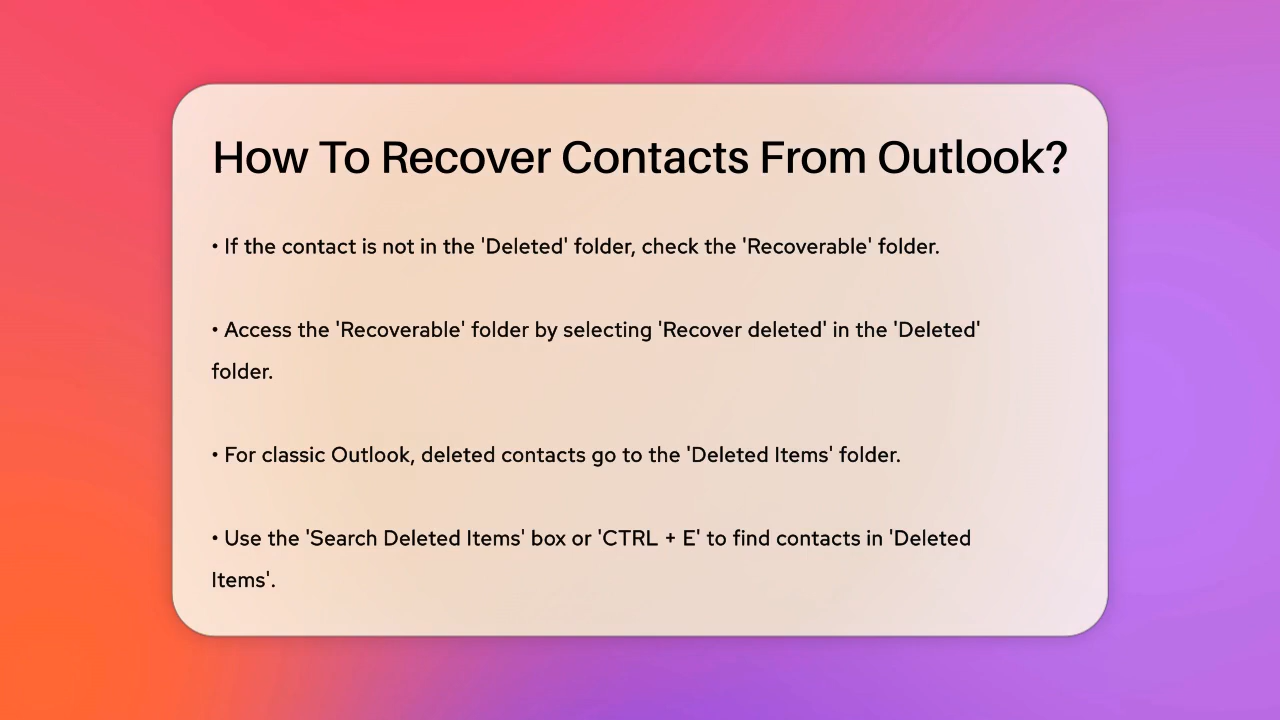 How To Recover Contacts From Outlook?
• If the contact is not in the 'Deleted' folder, check the 'Recoverable' folder.
• Access the 'Recoverable' folder by selecting 'Recover deleted' in the 'Deleted'
folder.
• For classic Outlook, deleted contacts go to the 'Deleted Items' folder.
• Use the 'Search Deleted Items' box or 'CTRL + E' to find contacts in 'Deleted
Items'.